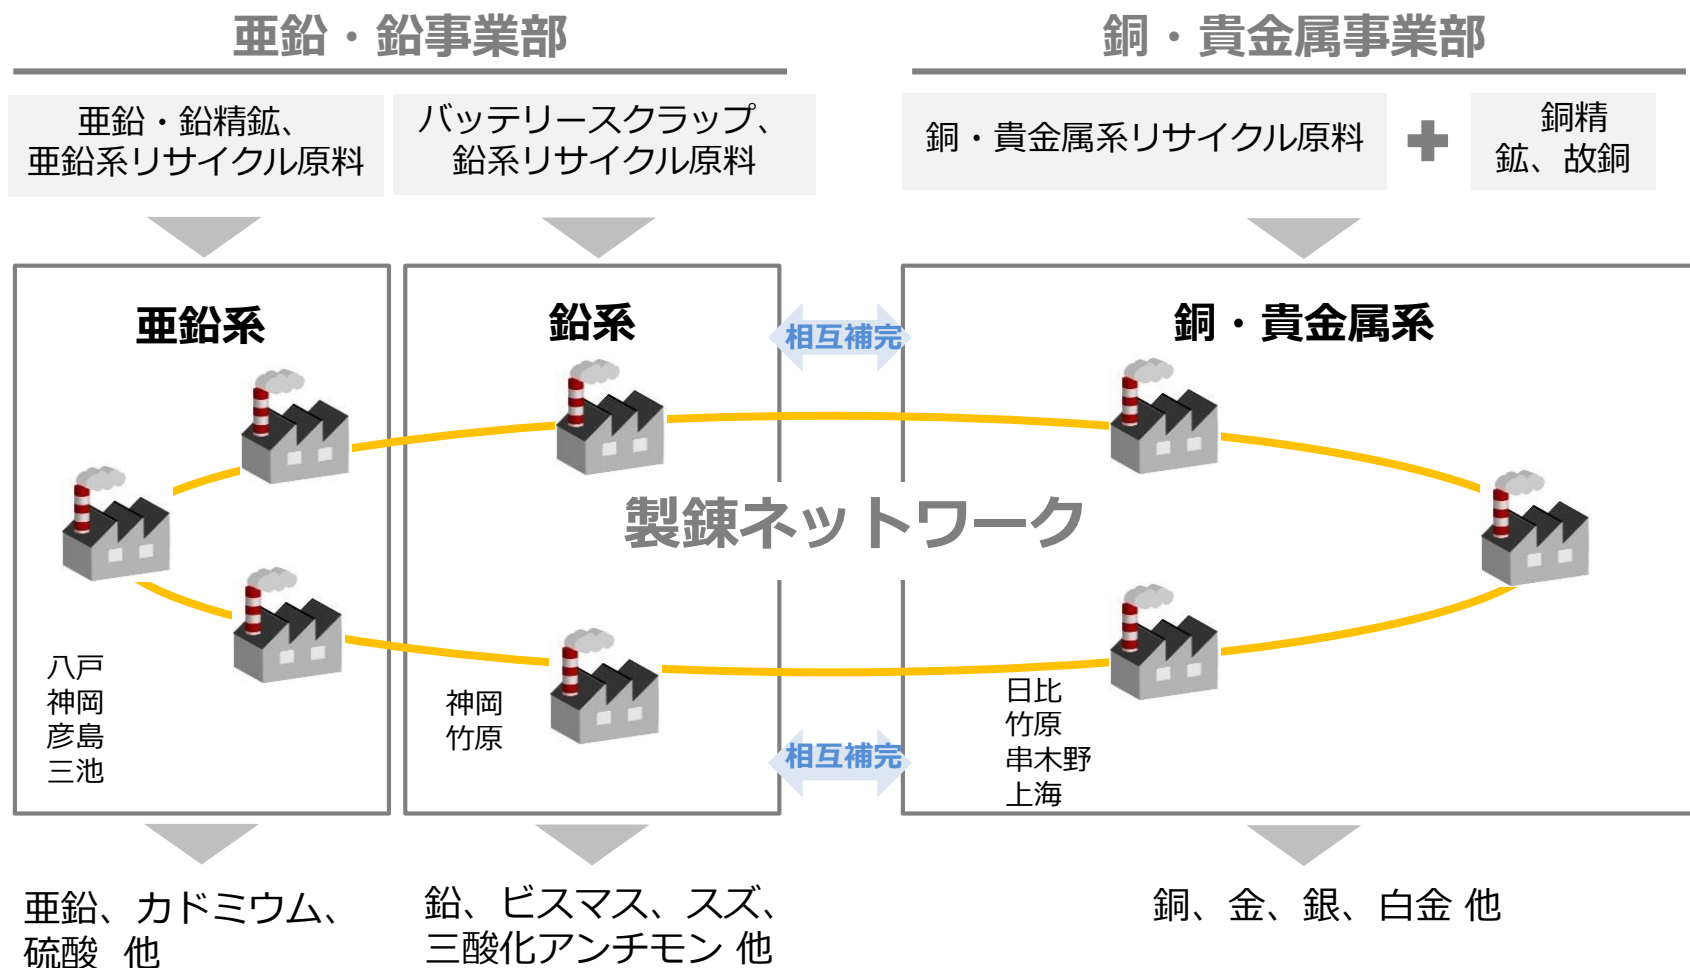 亜鉛・鉛事業部
銅・貴金属事業部
亜鉛・鉛精鉱、
亜鉛系リサイクル原料
バッテリースクラップ、
鉛系リサイクル原料
銅・貴金属系リサイクル原料
銅精
鉱、故銅
亜鉛系
鉛系
相互補完
銅・貴金属系
製錬ネットワーク
八戸
神岡
彦島
三池
神岡
竹原
相互補完
日比
竹原
串木野
上海
亜鉛、カドミウム、
硫酸 他
鉛、ビスマス、スズ、
三酸化アンチモン 他
銅、金、銀、白金 他